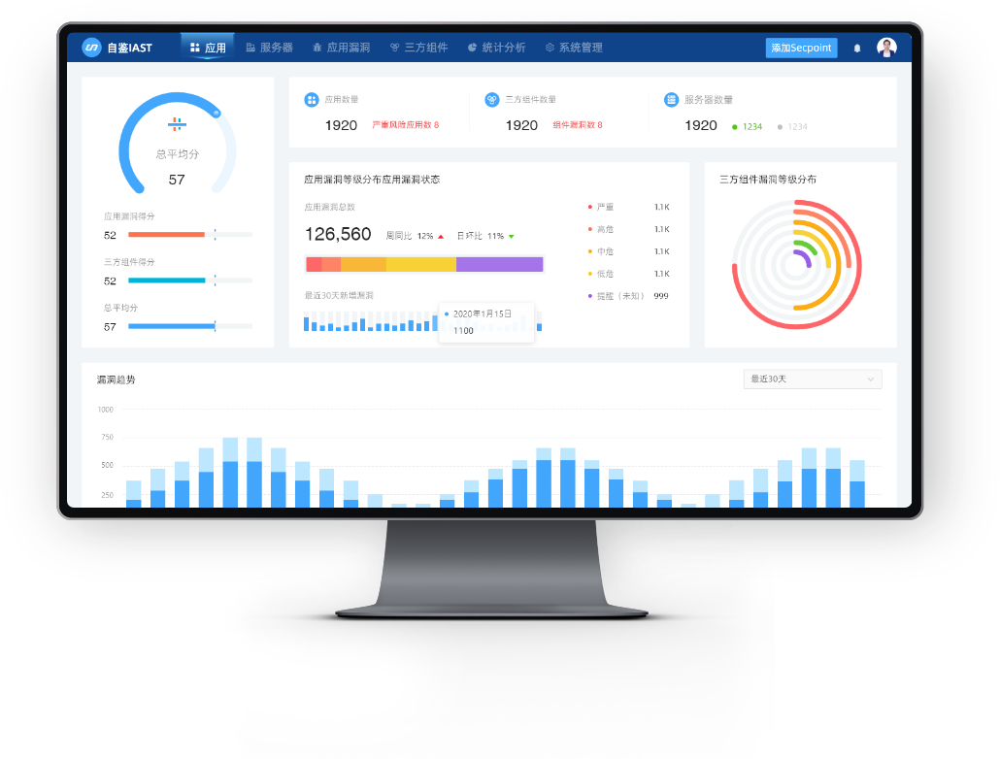 自鉴IAST
应用
服务器
应用漏洞
三方组件
统计分析
系统管理
添加Secpoint
总平均分
57
应用漏洞得分
52
三方组件得分
52
总平均分
57
应用数量
1920 严重风险应用数 8
三方组件数量
1920 组件漏洞数 8
服务器数量
1920 1234 1234
应用漏洞等级分布应用漏洞状态
应用漏洞总数
126,560 周同比 12% 日环比 11%
严重 1.1K
高危 1.1K
中危 1.1K
低危 1.1K
提醒（未知） 999
最近30天新增漏洞
2020年1月15日
1100
三方组件漏洞等级分布
漏洞趋势
最近30天
1000
750
500
250